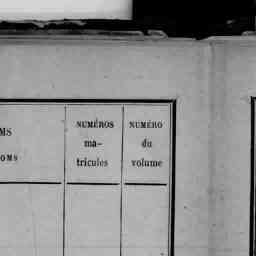 MS
OMS
NUMÉROS
ma-
tricules
NUMÉRO
du
volume